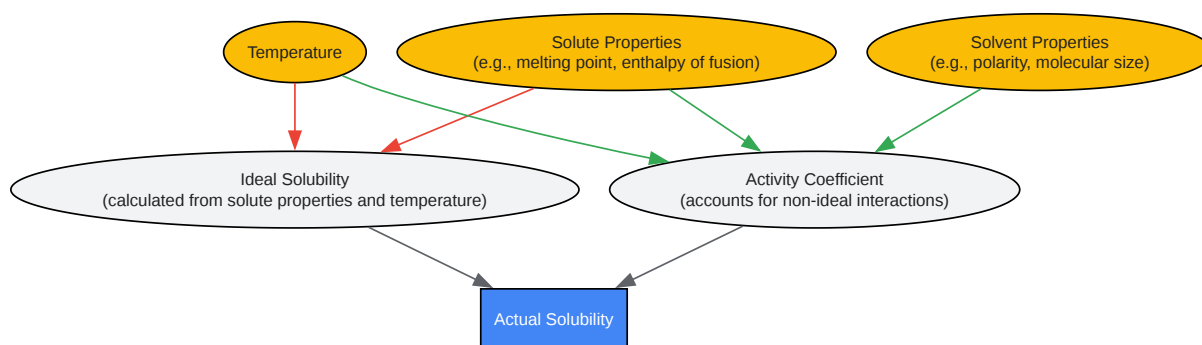 Temperature
Solute Properties
(e.g., melting point, enthalpy of fusion)
Solvent Properties
(e.g., polarity, molecular size)
Ideal Solubility
(calculated from solute properties and temperature)
Activity Coefficient
(accounts for non-ideal interactions)
Actual Solubility